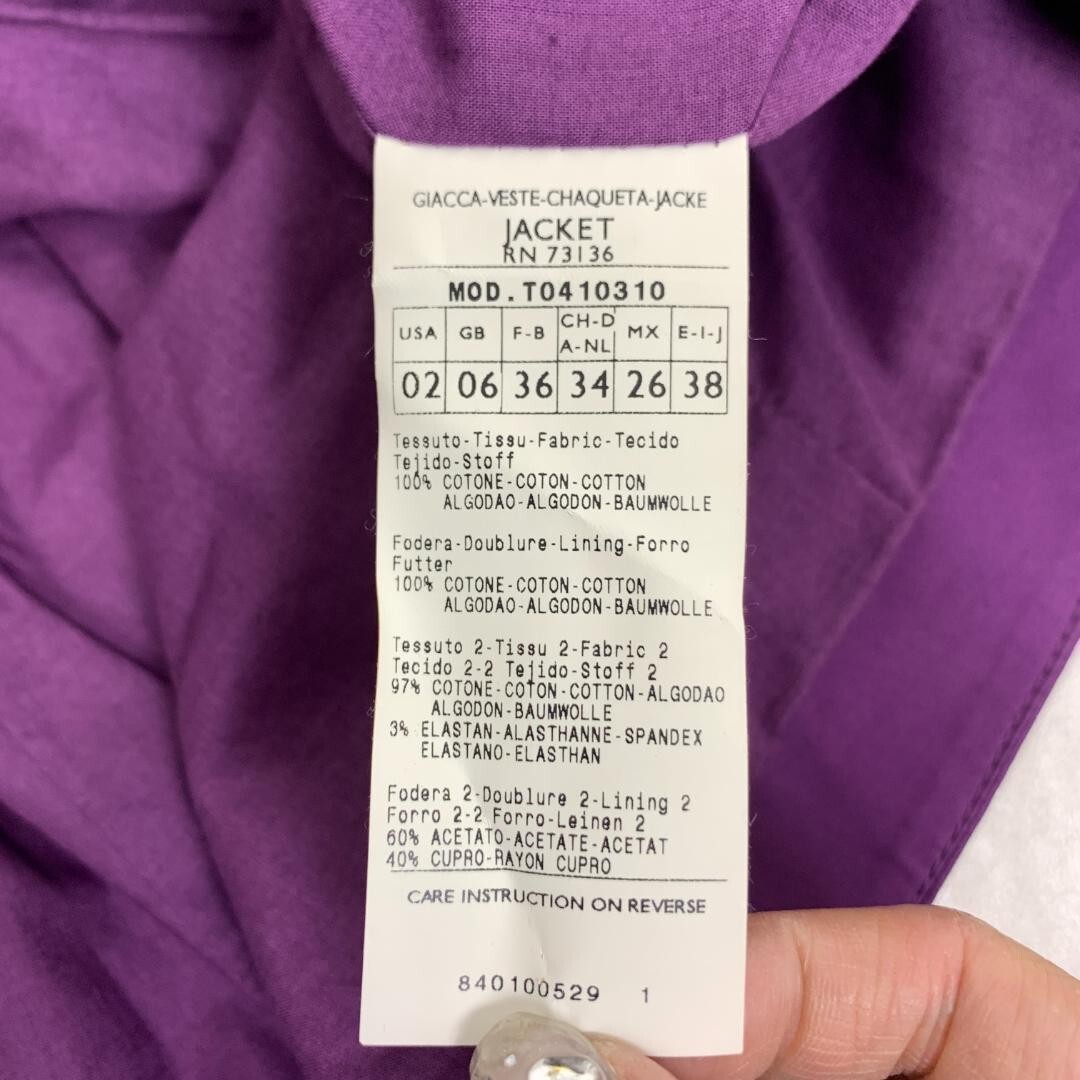 GIACCA-VESTE-CHAQUETA-JACKE
JACKET
RN 73136
MOD.T0410310
USA GB F-B CH-D A-NL MX E-I-J
02 06 36 34 26 38
Tessuto-Tissu-Fabric-Tecido
Tejido-Stoff
100% COTONE-COTON-COTTON
ALGODAO-ALGODON-BAUMWOLLE
Fodera-Doublure-Lining-Forro
Futter
100% COTONE-COTON-COTTON
ALGODAO-ALGODON-BAUMWOLLE
Tessuto 2-Tissu 2-Fabric 2
Tecido 2-2 Tejido-Stoff 2
97% COTONE-COTON-COTTON-ALGODAO
ALGODON-BAUMWOLLE
3% ELASTAN-ALASTHANNE-SPANDEX
ELASTANO-ELASTHAN
Fodera 2-Doublure 2-Lining 2
Forro 2-2 Forro-Leinen 2
60% ACETATO-ACETATE-ACETAT
40% CUPRO-RAYON CUPRO
CARE INSTRUCTION ON REVERSE
840100529 1